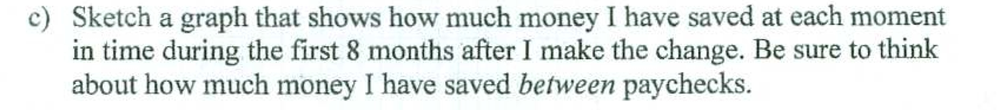 c) Sketch a graph that shows how much money I have saved at each moment
in time during the first 8 months after I make the change. Be sure to think
about how much money I have saved between paychecks.